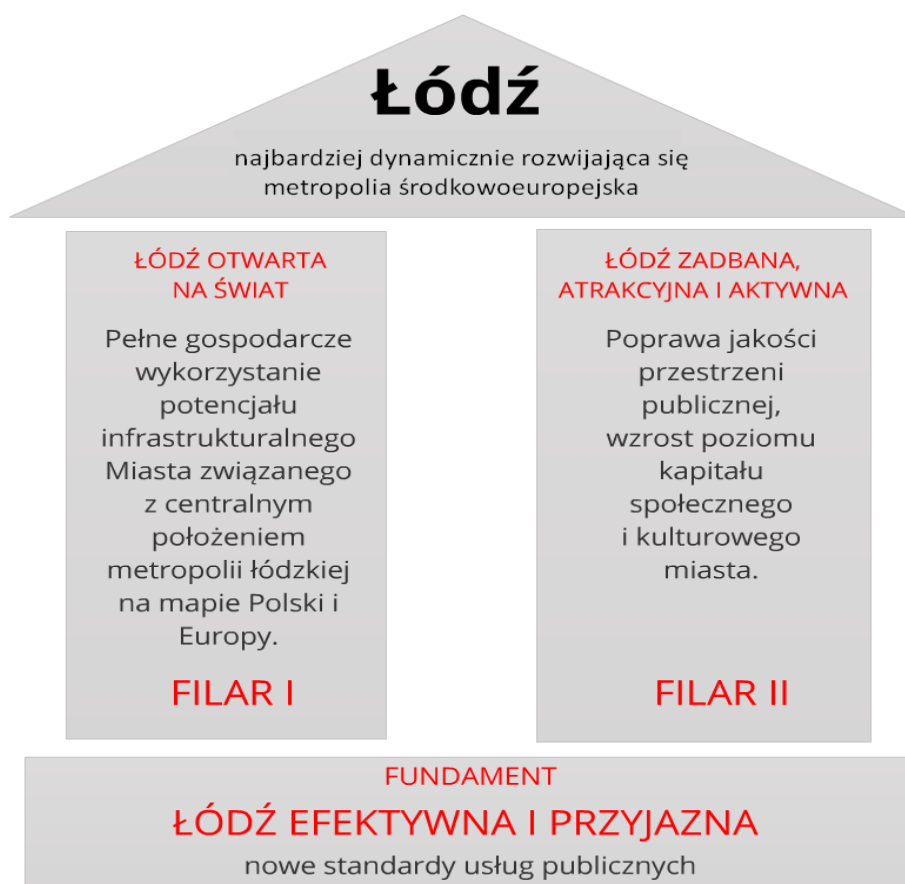 Łódź
najbardziej dynamicznie rozwijająca się
metropolia środkowoeuropejska
ŁÓDŹ OTWARTA
NA ŚWIAT
Pełne gospodarcze
wykorzystanie
potencjału
infrastrukturalnego
Miasta związanego
z centralnym
położeniem
metropolii łódzkiej
na mapie Polski i
Europy.
FILAR I
ŁÓDŹ ZADBANA,
ATRAKCYJNA I AKTYWNA
Poprawa jakości
przestrzeni
publicznej,
wzrost poziomu
kapitału
społecznego
i kulturowego
miasta.
FILAR II
FUNDAMENT
ŁÓDŹ EFEKTYWNA I PRZYJAZNA
nowe standardy usług publicznych